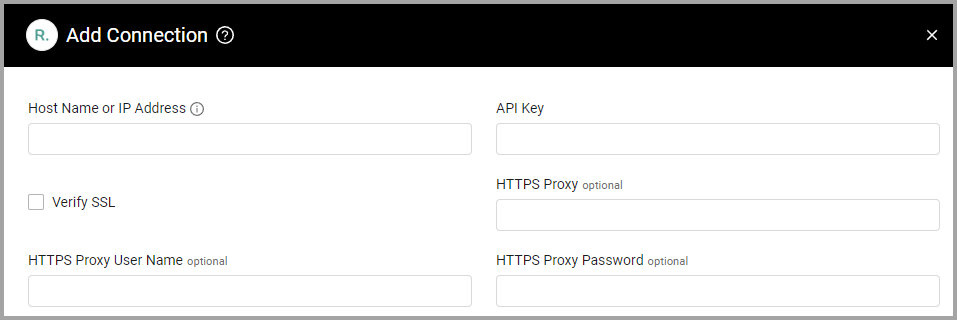 R. Add Connection ?
Host Name or IP Address i
API Key
Verify SSL
HTTPS Proxy optional
HTTPS Proxy User Name optional
HTTPS Proxy Password optional